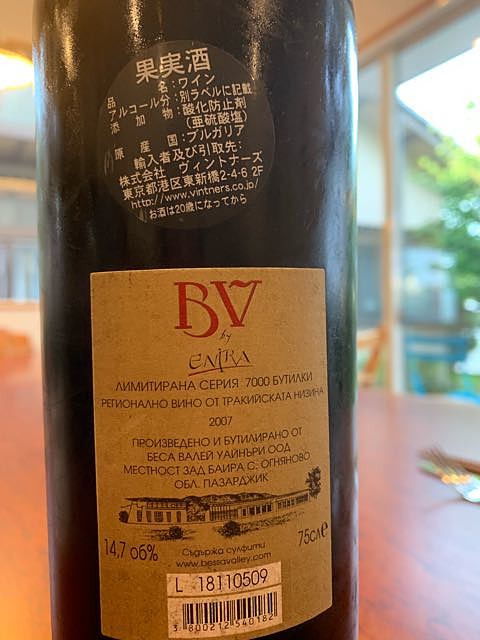 果実酒
品名:ワイン
アルコール分:別ラベルに記載
添加物:酸化防止剤
(亜硫酸塩)
原産国:ブルガリア
輸入者及び引取先:
株式会社 ヴィントナーズ
東京都港区東新橋2-4-6 2F
http://www.vintners.co.jp/
お酒は20歳になってから
BV
by
ENIRA
ЛИМИТИРАНА СЕРИЯ: 7000 БУТИЛКИ
РЕГИОНАЛНО ВИНО ОТ ТРАКИЙСКАТА НИЗИНА
2007
ПРОИЗВЕДЕНО И БУТИЛИРАНО ОТ
БЕСА ВАЛЕЙ УАЙНЪРИ ООД
МЕСТНОСТ ЗАД БАИРА С. ОГНЯНОВО
ОБЛ. ПАЗАРДЖИК
14,7 об%
75сле
Съдържа сулфити
www.bessavalley.com
L 18110509
3 800212 540182